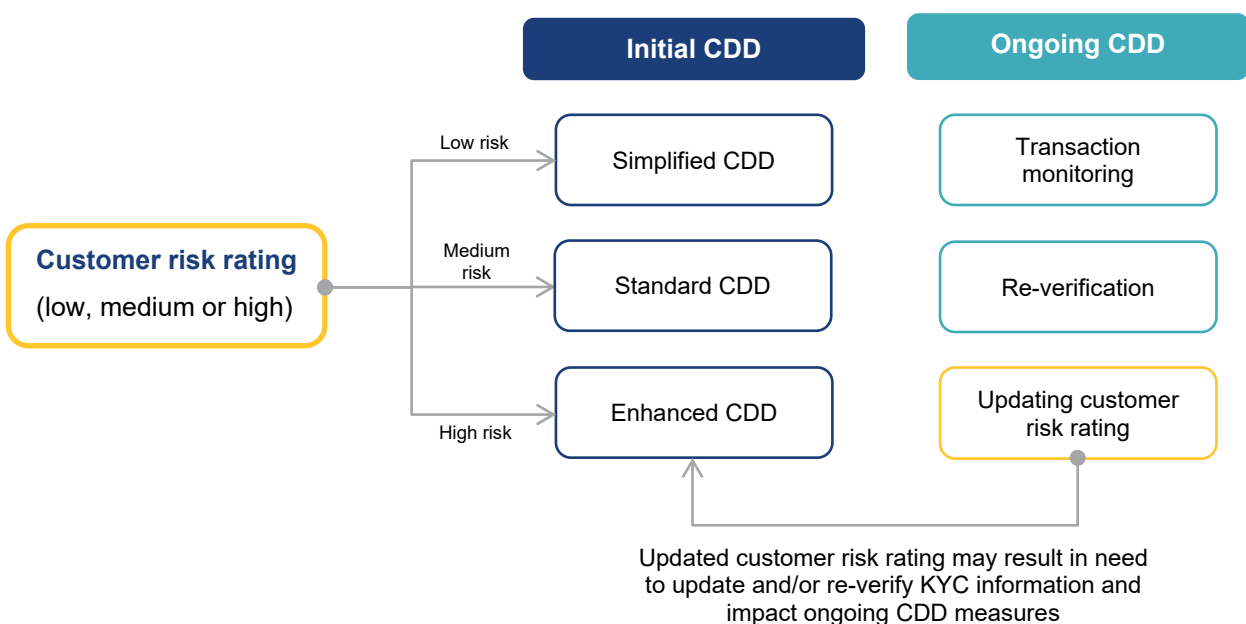 Initial CDD
Ongoing CDD
Customer risk rating
(low, medium or high)
Low risk
Medium
risk
High risk
Simplified CDD
Standard CDD
Enhanced CDD
Transaction
monitoring
Re-verification
Updating customer
risk rating
Updated customer risk rating may result in need
to update and/or re-verify KYC information and
impact ongoing CDD measures